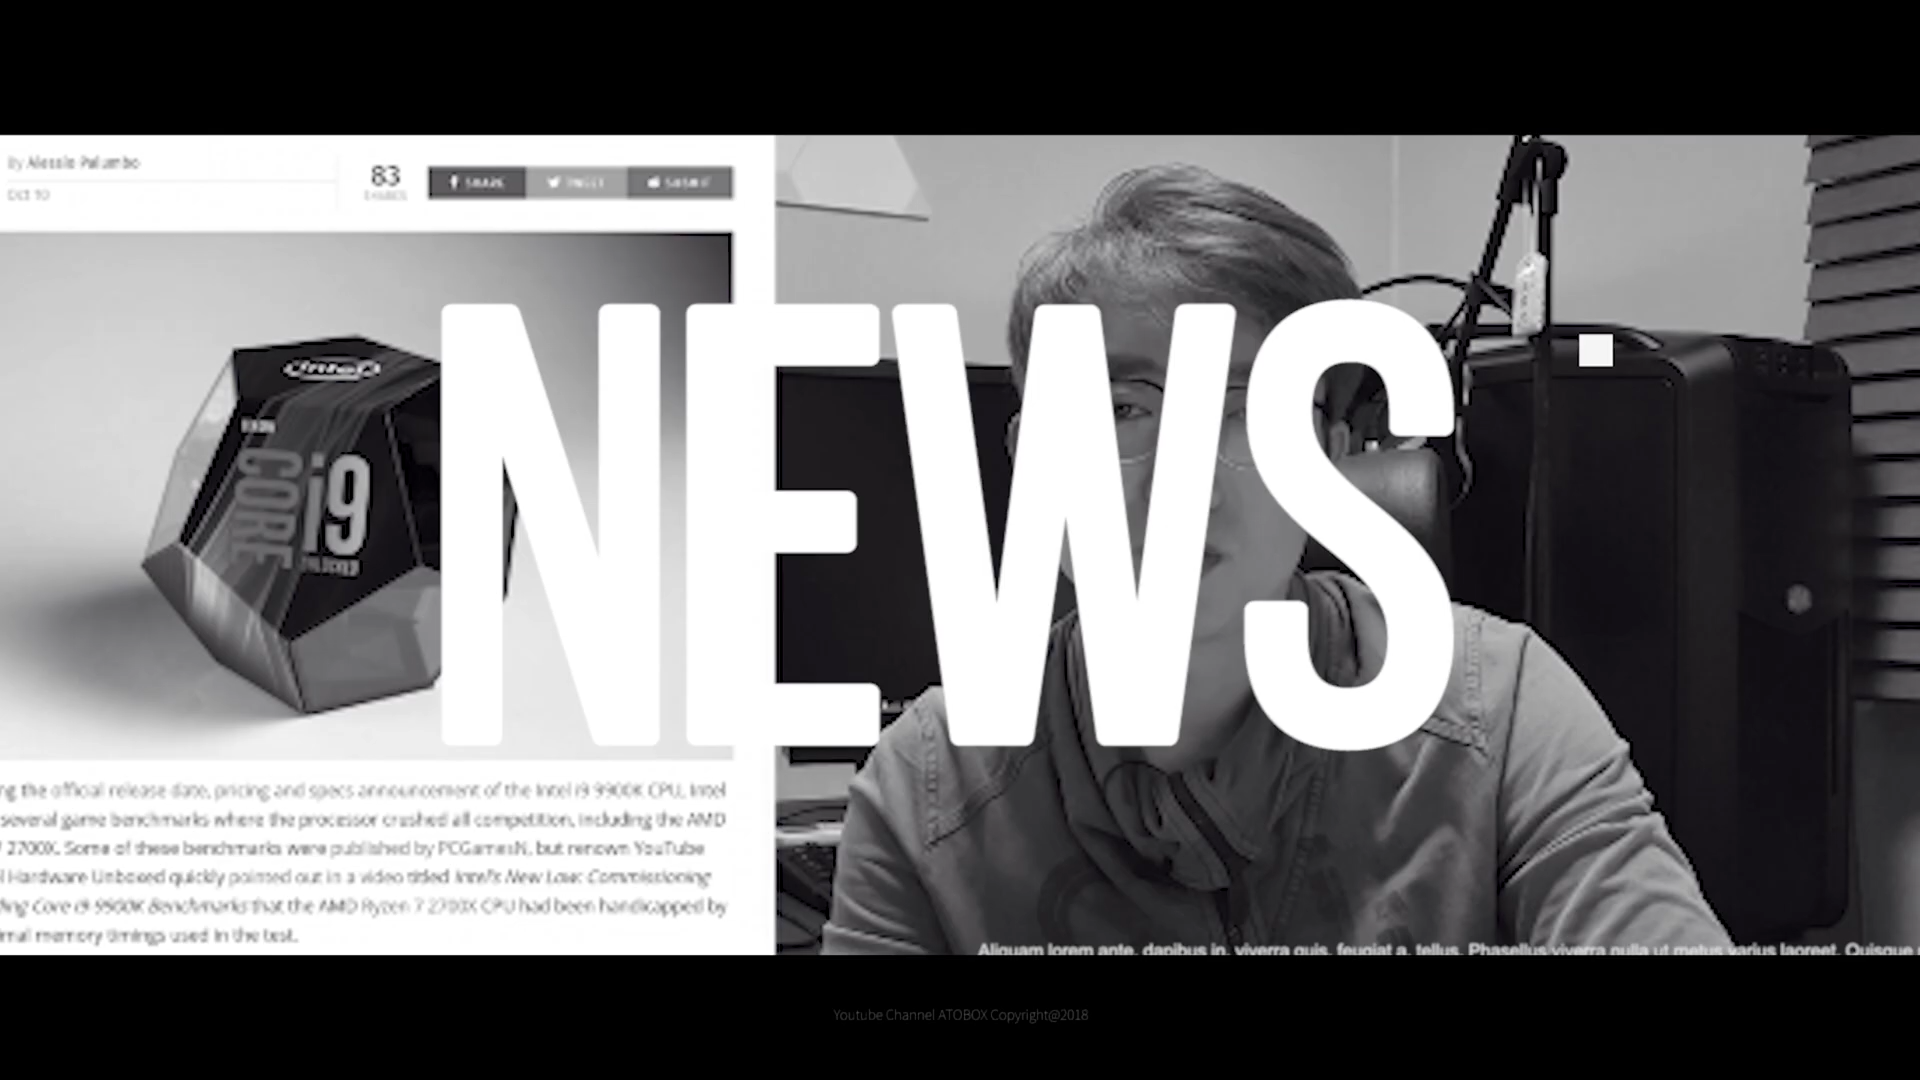 By Alessio Palumbo
Oct 10
83
SHARES
SHARE
TWEET
SUBMIT
intel
CORE
i9
UNLOCKED
NEWS
ng the official release date, pricing and specs announcement of the Intel i9 9900K CPU, Intel
several game benchmarks where the processor crushed all competition, including the AMD
7 2700X. Some of these benchmarks were published by PCGamesN, but renown YouTube
l Hardware Unboxed quickly pointed out in a video titled Intel's New Low: Commissioning
ding Core i9 9900K Benchmarks that the AMD Ryzen 7 2700X CPU had been handicapped by
imal memory timings used in the test.
Aliquam lorem ante, dapibus in, viverra quis, feugiat a, tellus. Phasellus viverra nulla ut metus varius laoreet. Quisque
Youtube Channel ATOBOX Copyright@2018